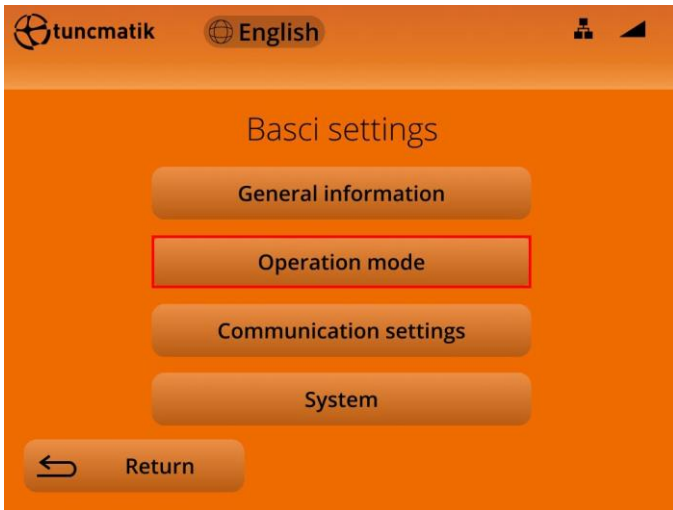 tuncmatik
English
Basci settings
General information
Operation mode
Communication settings
System
Return